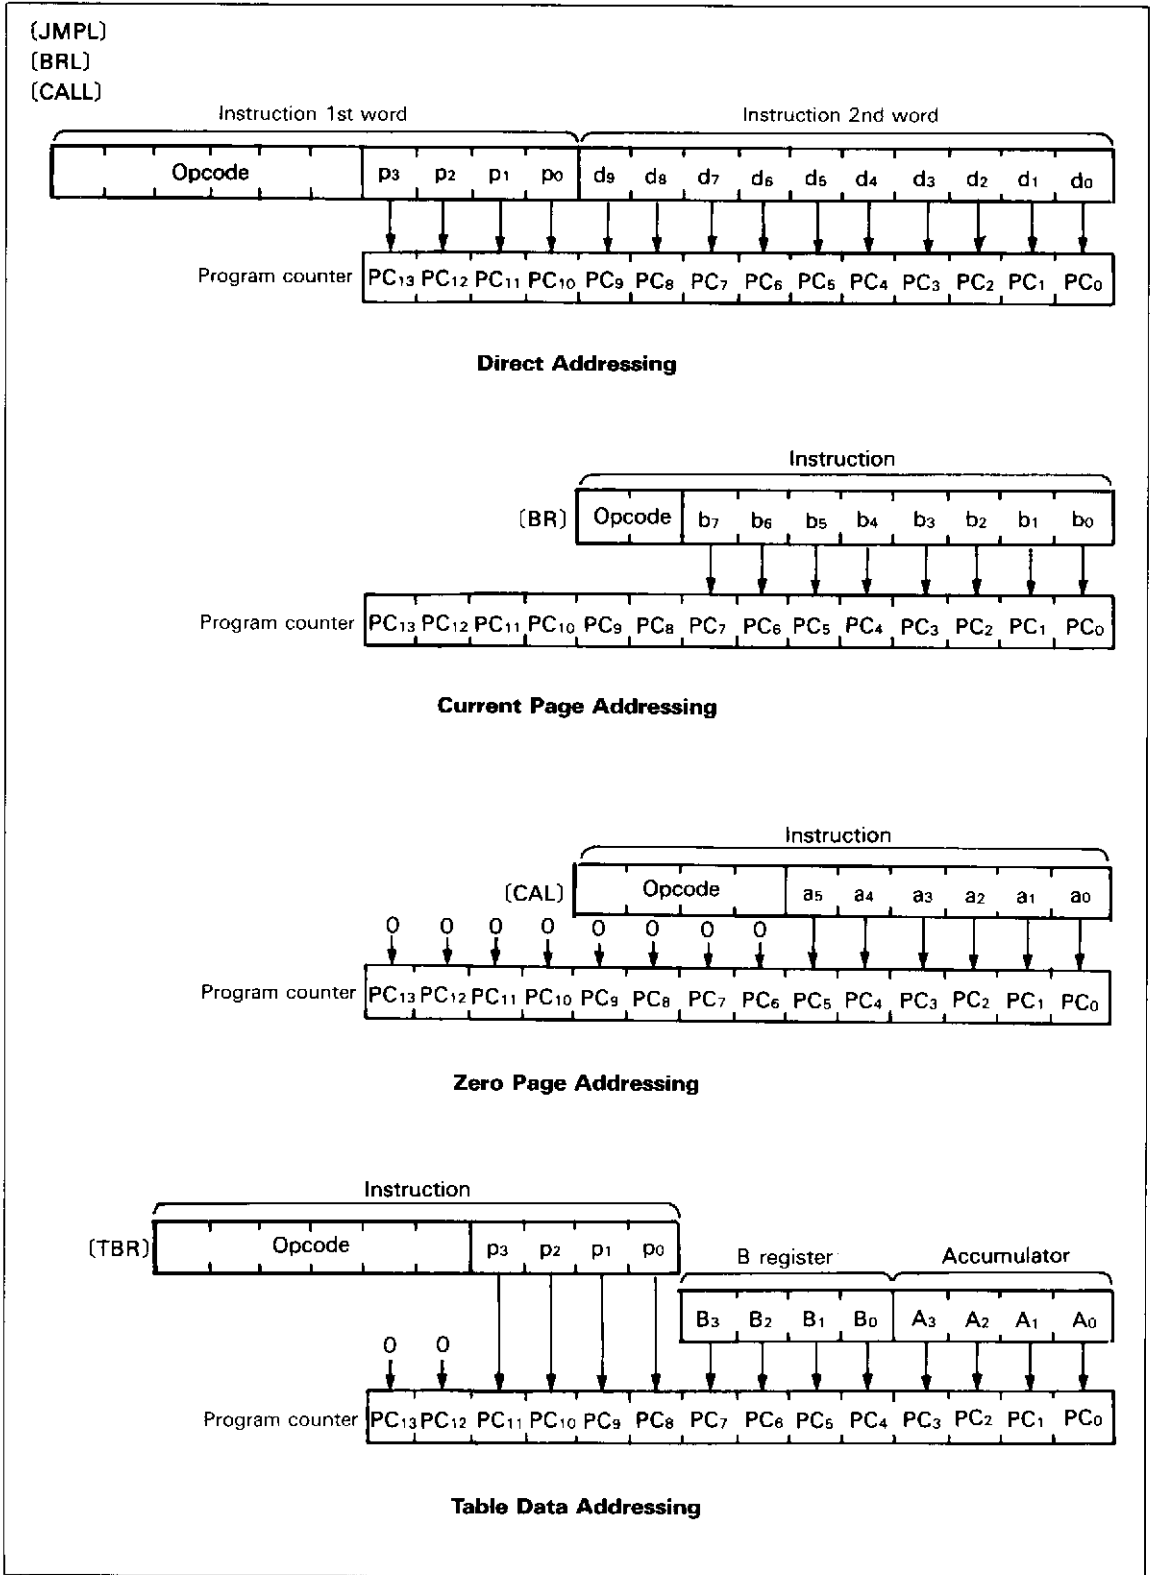 (JMPL)
(BRL)
(CALL)
Instruction 1st word Instruction 2nd word
Opcode p3 p2 p1 p0 d9 d8 d7 d6 d5 d4 d3 d2 d1 d0
Program counter PC13 PC12 PC11 PC10 PC9 PC8 PC7 PC6 PC5 PC4 PC3 PC2 PC1 PC0
Direct Addressing
Instruction
(BR) Opcode b7 b6 b5 b4 b3 b2 b1 b0
Program counter PC13 PC12 PC11 PC10 PC9 PC8 PC7 PC6 PC5 PC4 PC3 PC2 PC1 PC0
Current Page Addressing
Instruction
(CAL) Opcode a5 a4 a3 a2 a1 a0
0 0 0 0 0 0 0 0
Program counter PC13 PC12 PC11 PC10 PC9 PC8 PC7 PC6 PC5 PC4 PC3 PC2 PC1 PC0
Zero Page Addressing
Instruction
(TBR) Opcode p3 p2 p1 p0
B register Accumulator
B3 B2 B1 B0 A3 A2 A1 A0
0 0
Program counter PC13 PC12 PC11 PC10 PC9 PC8 PC7 PC6 PC5 PC4 PC3 PC2 PC1 PC0
Table Data Addressing